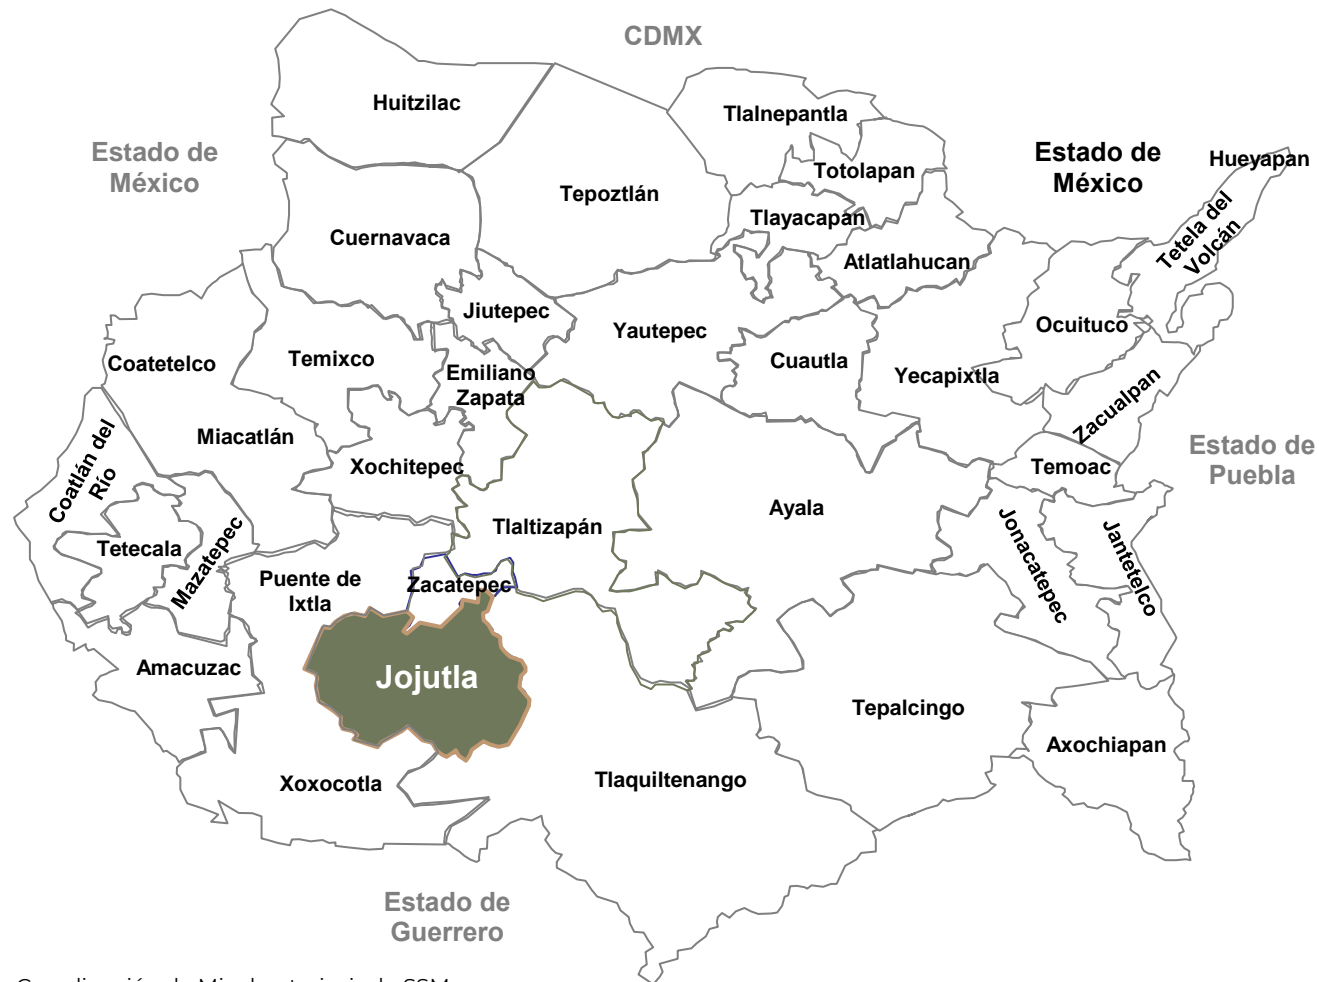 CDMX
Huitzilac
Tlalnepantla
Estado de
México
Estado de
México
Hueyapan
Totolapan
Tepoztlán
Tlayacapan
Tetela del
Volcán
Cuernavaca
Atlatlahucan
Jiutepec
Yautepec
Ocuituco
Coatetelco
Temixco
Cuautla
Emiliano
Zapata
Yecapixtla
Zacualpan
Miacatlán
Coatlán del
Río
Xochitepec
Temoac
Estado de
Puebla
Ayala
Tlaltizapán
Tetecala
Mazatepec
Jonacatepec
Jantetelco
Puente de
Ixtla
Zacatepec
Amacuzac
Jojutla
Tepalcingo
Axochiapan
Xoxocotla
Tlaquiltenango
Estado de
Guerrero